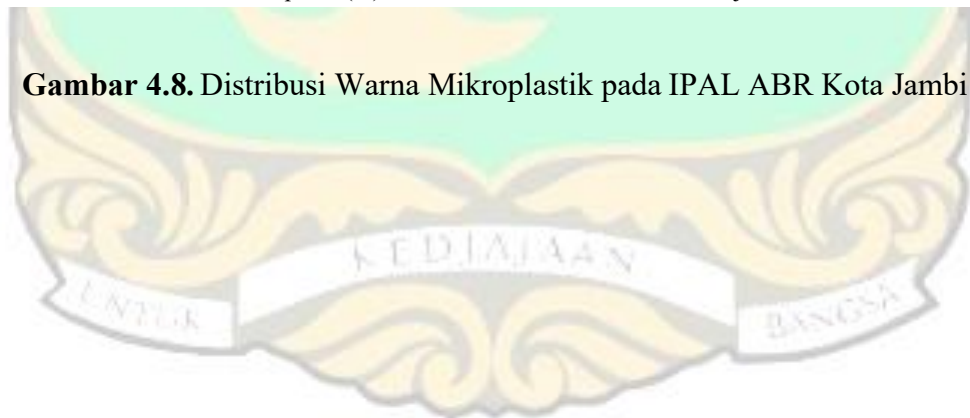 Gambar 4.8. Distribusi Warna Mikroplastik pada IPAL ABR Kota Jambi
KEDJAJAAN
UNTUK
BANGSA